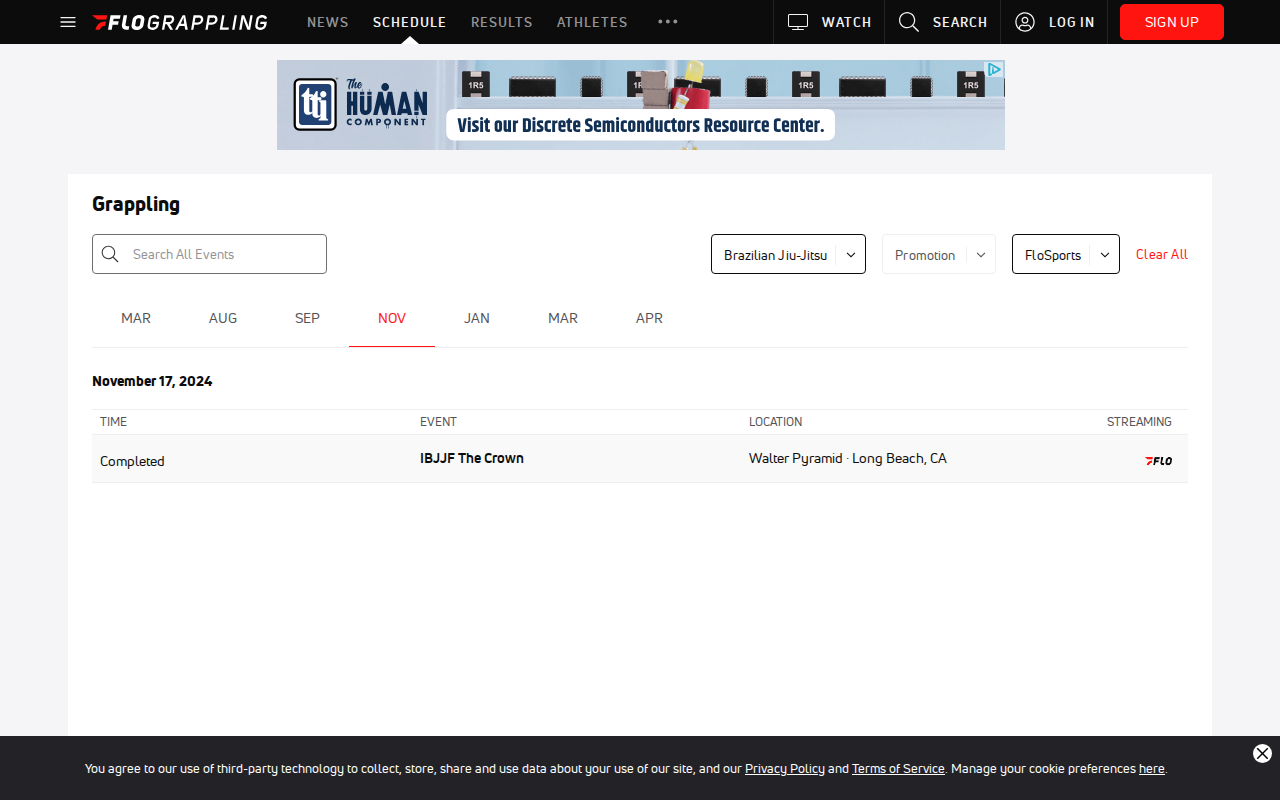 FLOGRAPPLING NEWS SCHEDULE RESULTS ATHLETES ••• WATCH SEARCH LOG IN SIGN UP
tti The HUMAN COMPONENT 1R5 1R5 1R5 1R5 1R5
Visit our Discrete Semiconductors Resource Center.
Grappling
Search All Events Brazilian Jiu-Jitsu Promotion FloSports Clear All
MAR AUG SEP NOV JAN MAR APR
November 17, 2024
TIME EVENT LOCATION STREAMING
Completed IBJJF The Crown Walter Pyramid · Long Beach, CA FLO
You agree to our use of third-party technology to collect, store, share and use data about your use of our site, and our Privacy Policy and Terms of Service. Manage your cookie preferences here.